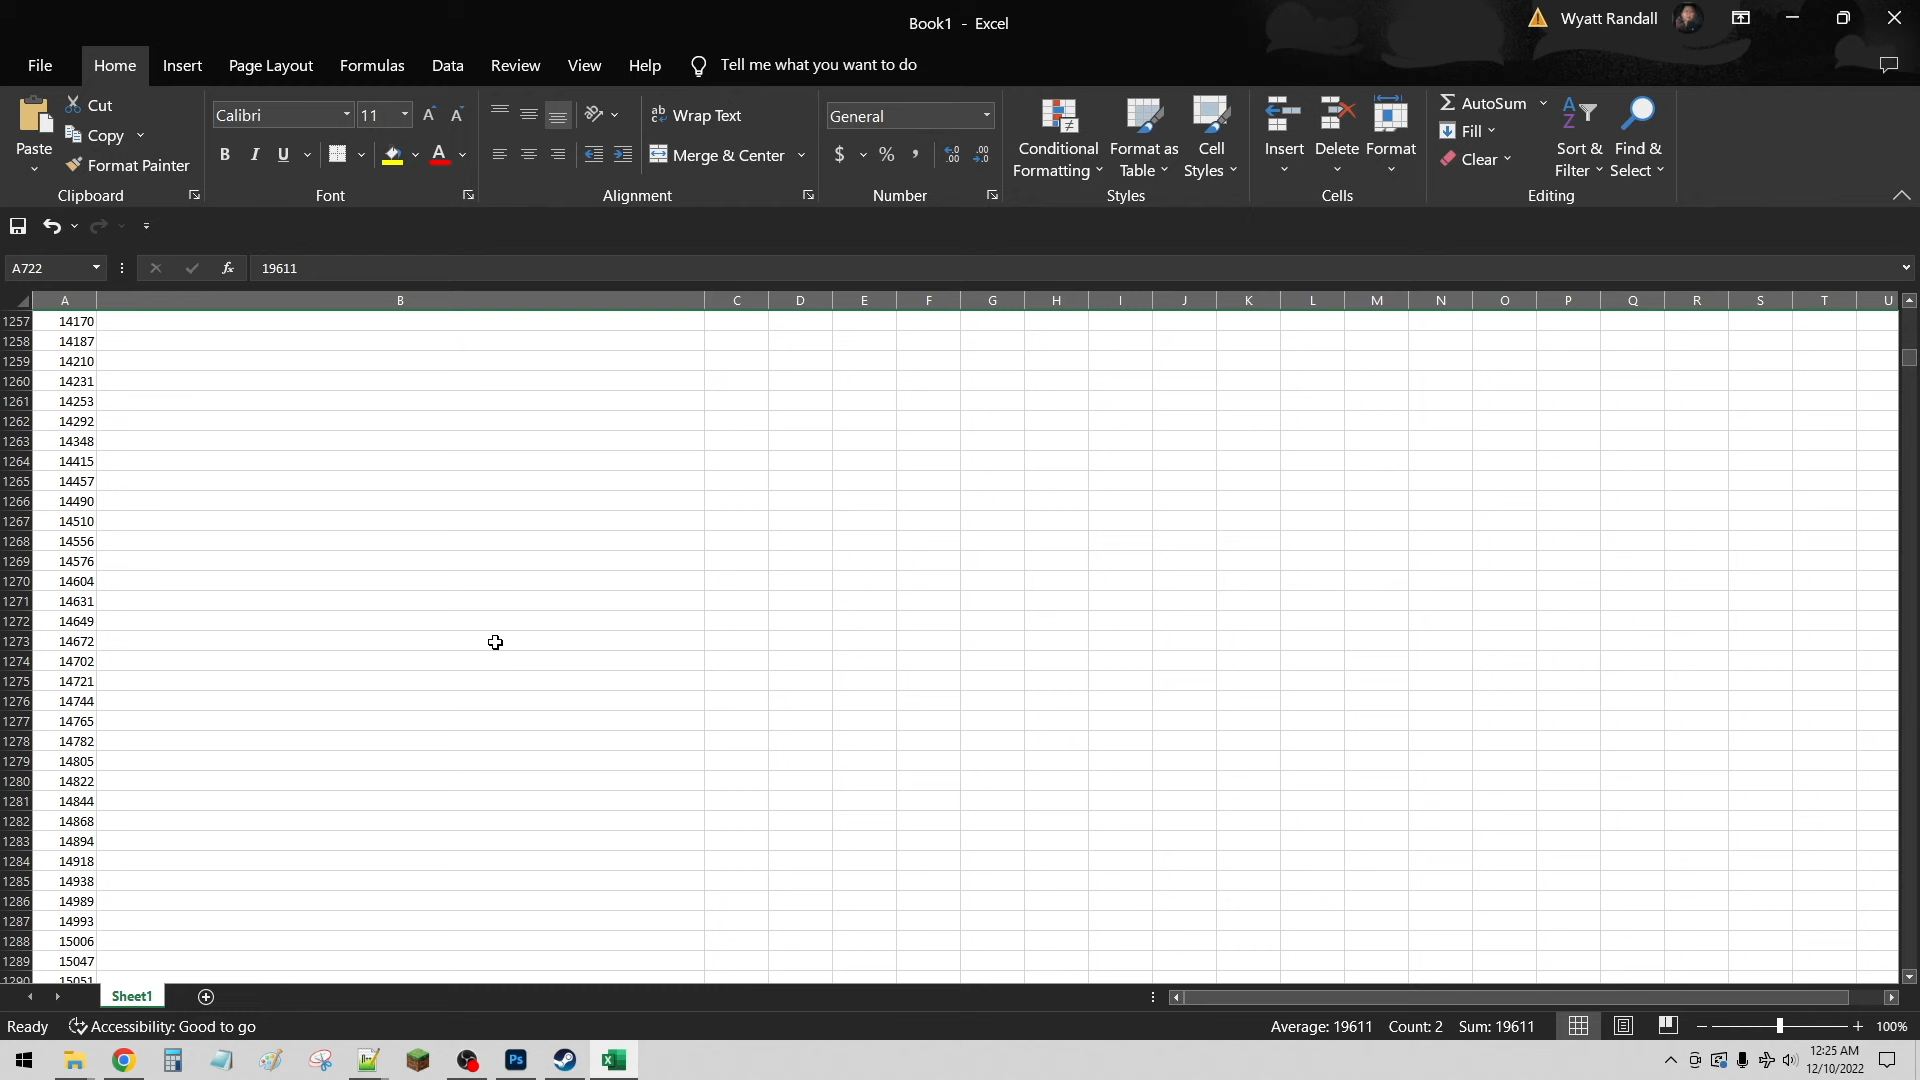 Book1 - Excel
Wyatt Randall
File Home Insert Page Layout Formulas Data Review View Help Tell me what you want to do
Paste
Cut
Copy
Format Painter
Clipboard
Calibri 11
B I U A
Font
Wrap Text
Merge & Center
Alignment
General
$ % ,
Number
Conditional Formatting
Format as Table
Cell Styles
Styles
Insert Delete Format
Cells
AutoSum
Fill
Clear
Sort & Filter
Find & Select
Editing
A722 fx 19611
A B C D E F G H I J K L M N O P Q R S T U
1257 14170
1258 14187
1259 14210
1260 14231
1261 14253
1262 14292
1263 14348
1264 14415
1265 14457
1266 14490
1267 14510
1268 14556
1269 14576
1270 14604
1271 14631
1272 14649
1273 14672
1274 14702
1275 14721
1276 14744
1277 14765
1278 14782
1279 14805
1280 14822
1281 14844
1282 14868
1283 14894
1284 14918
1285 14938
1286 14989
1287 14993
1288 15006
1289 15047
1290 15051
Sheet1
Ready Accessibility: Good to go Average: 19611 Count: 2 Sum: 19611 100%
Ps
12:25 AM
12/10/2022